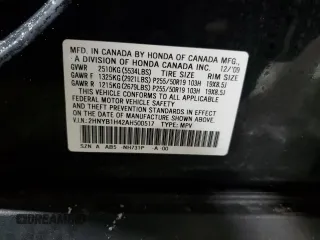 MFD. IN CANADA BY HONDA OF CANADA MFG.,
A DIVISION OF HONDA CANADA INC. 12/'09
GVWR 2510KG(5534LBS) TIRE SIZE RIM SIZE
GAWR F 1325KG(2921LBS) P255/50R19 103H 19X8.5J
GAWR R 1215KG(2679LBS) P255/50R19 103H 19X8.5J
THIS VEHICLE CONFORMS TO ALL APPLICABLE
FEDERAL MOTOR VEHICLE SAFETY AND THEFT
PREVENTION STANDARDS IN EFFECT ON THE DATE
OF MANUFACTURE SHOWN ABOVE.
V.I.N.:2HNYB1H42AH500517 TYPE: MPV
SZN A AB5 NH731P A 00